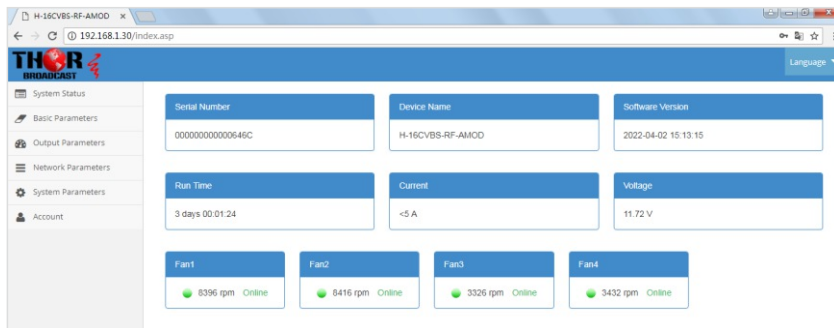 H-16CVBS-RF-AMOD
192.168.1.30/index.asp
THOR
BROADCAST
Language
System Status
Basic Parameters
Output Parameters
Network Parameters
System Parameters
Account
Serial Number
Device Name
Software Version
000000000000646C
H-16CVBS-RF-AMOD
2022-04-02 15:13:15
Run Time
Current
Voltage
3 days 00:01:24
<5 A
11.72 V
Fan1
Fan2
Fan3
Fan4
8396 rpm Online
8416 rpm Online
3326 rpm Online
3432 rpm Online